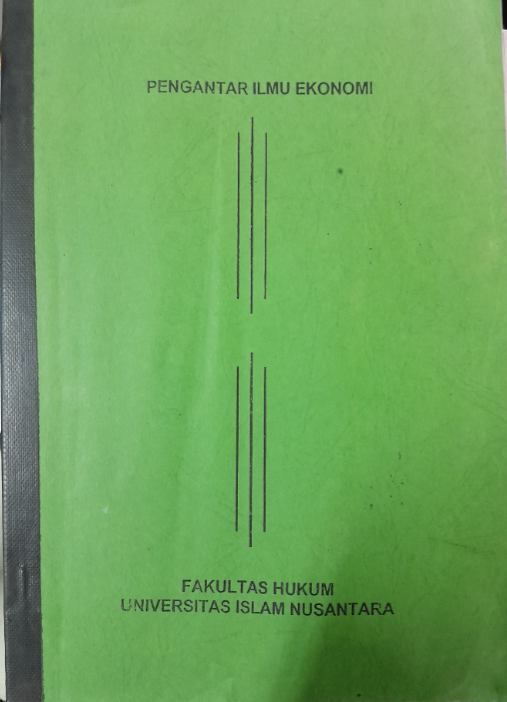 PENGANTAR ILMU EKONOMI
FAKULTAS HUKUM
UNIVERSITAS ISLAM NUSANTARA